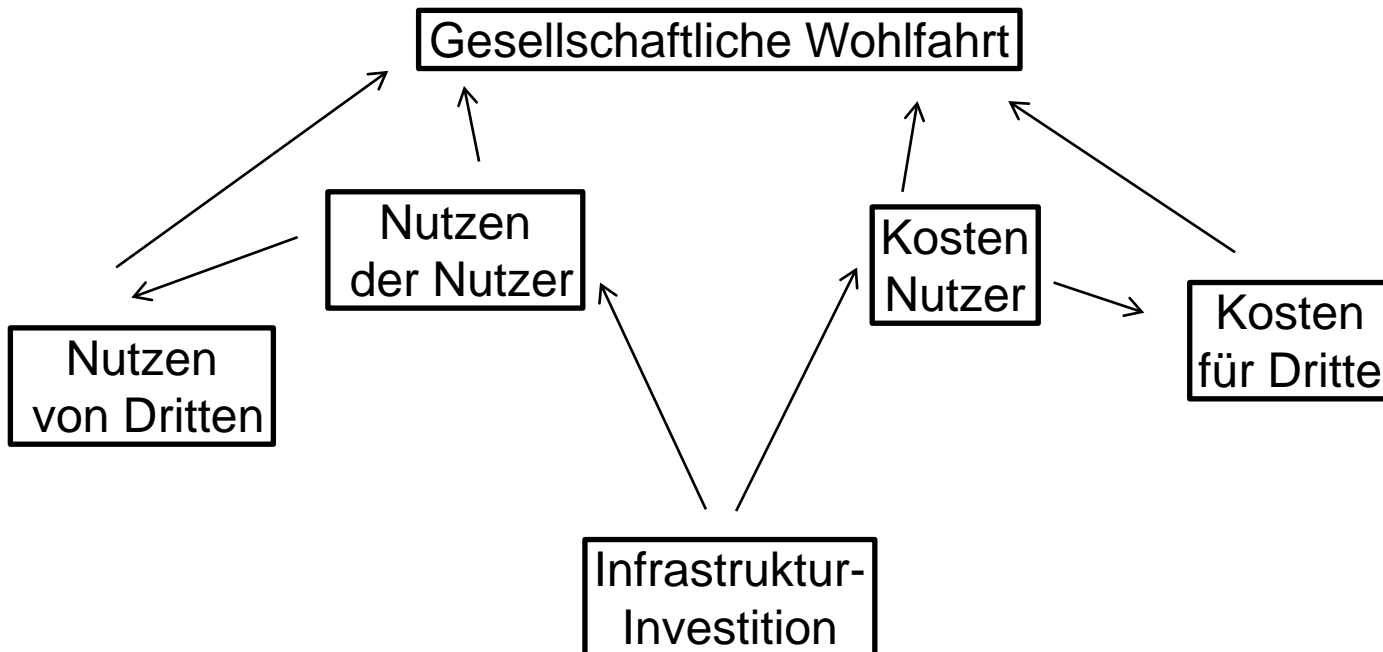 Gesellschaftliche Wohlfahrt
Nutzen
der Nutzer
Kosten
Nutzer
Nutzen
von Dritten
Kosten
für Dritte
Infrastruktur-
Investition